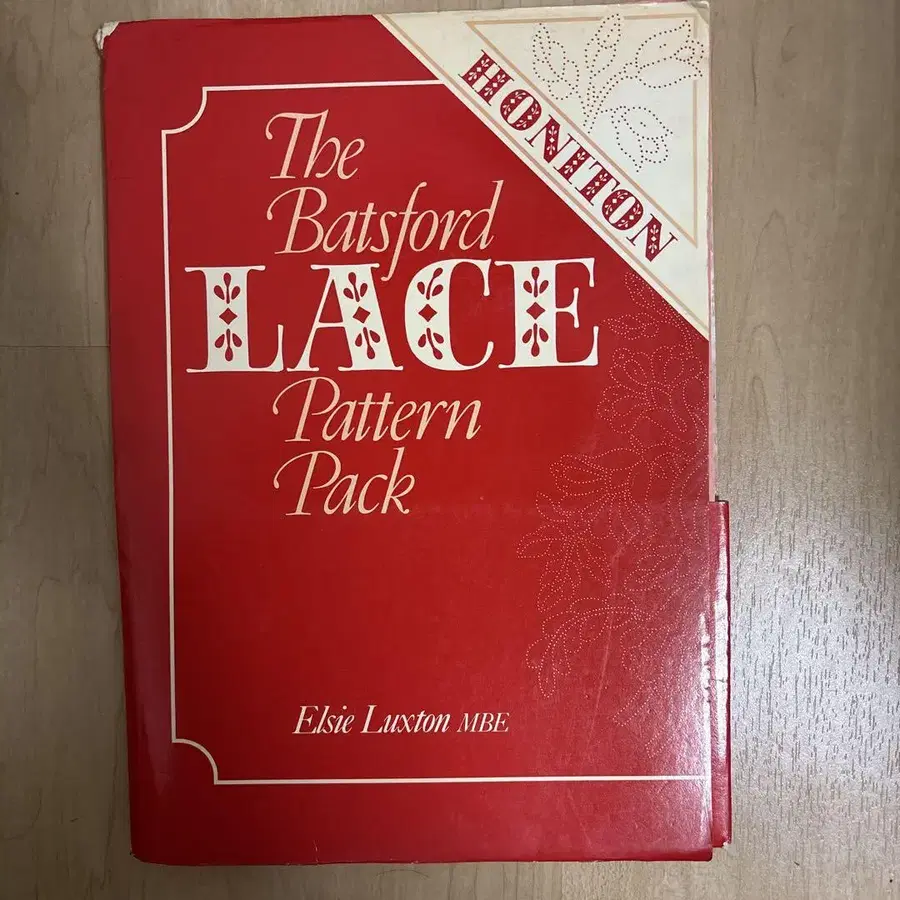 HONITON
The
Batsford
LACE
Pattern
Pack
Elsie Luxton MBE